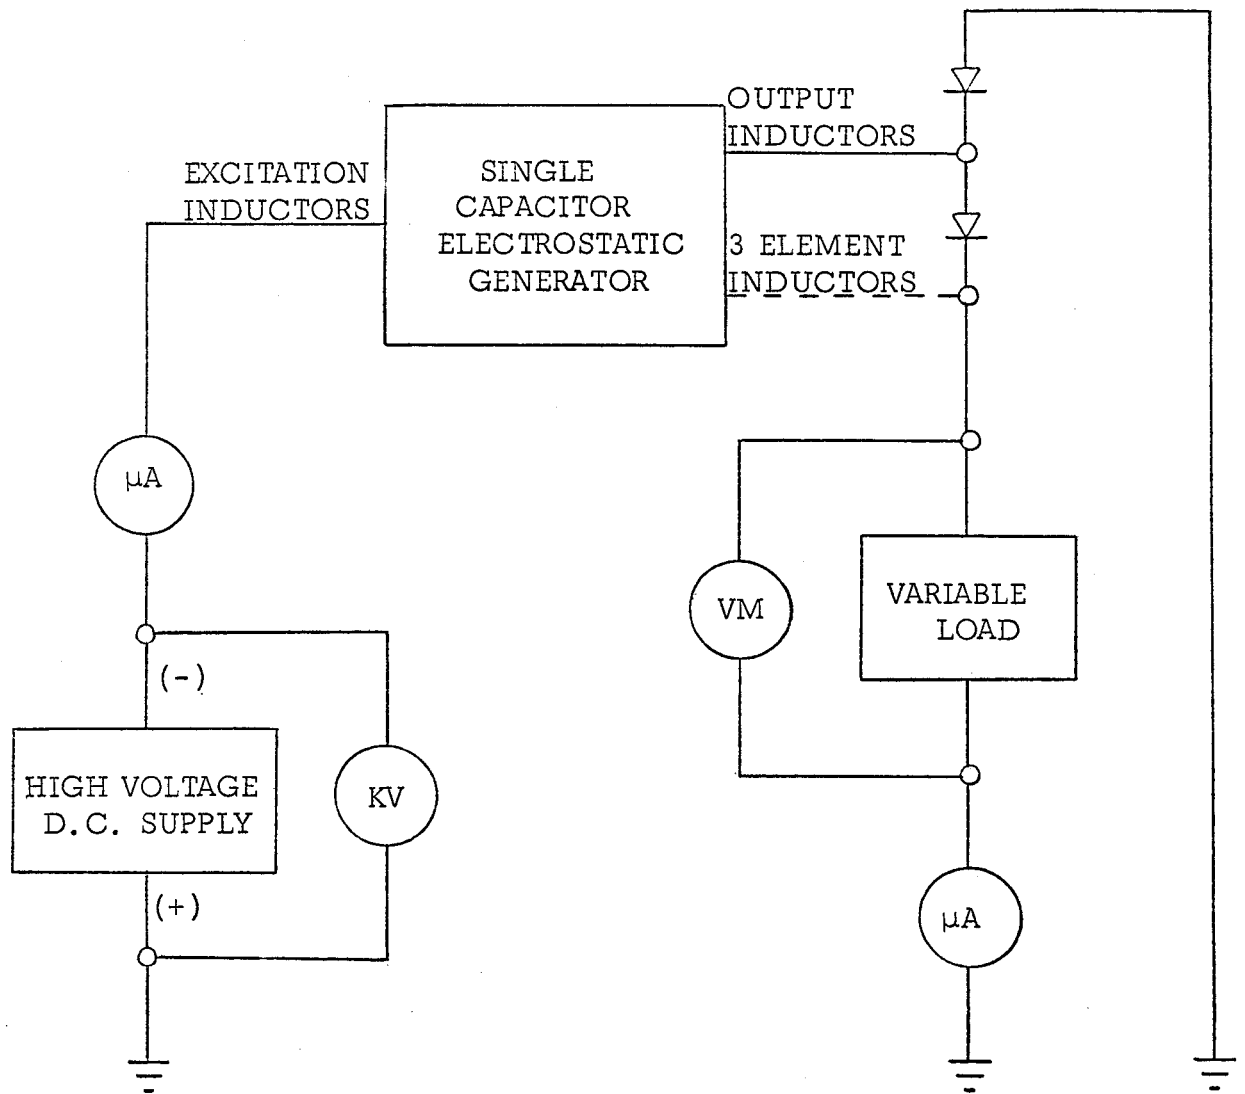 OUTPUT
INDUCTORS
EXCITATION
INDUCTORS
SINGLE
CAPACITOR
ELECTROSTATIC
GENERATOR
3 ELEMENT
INDUCTORS
µA
VM
VARIABLE
LOAD
(-)
HIGH VOLTAGE
D.C. SUPPLY
KV
(+)
µA